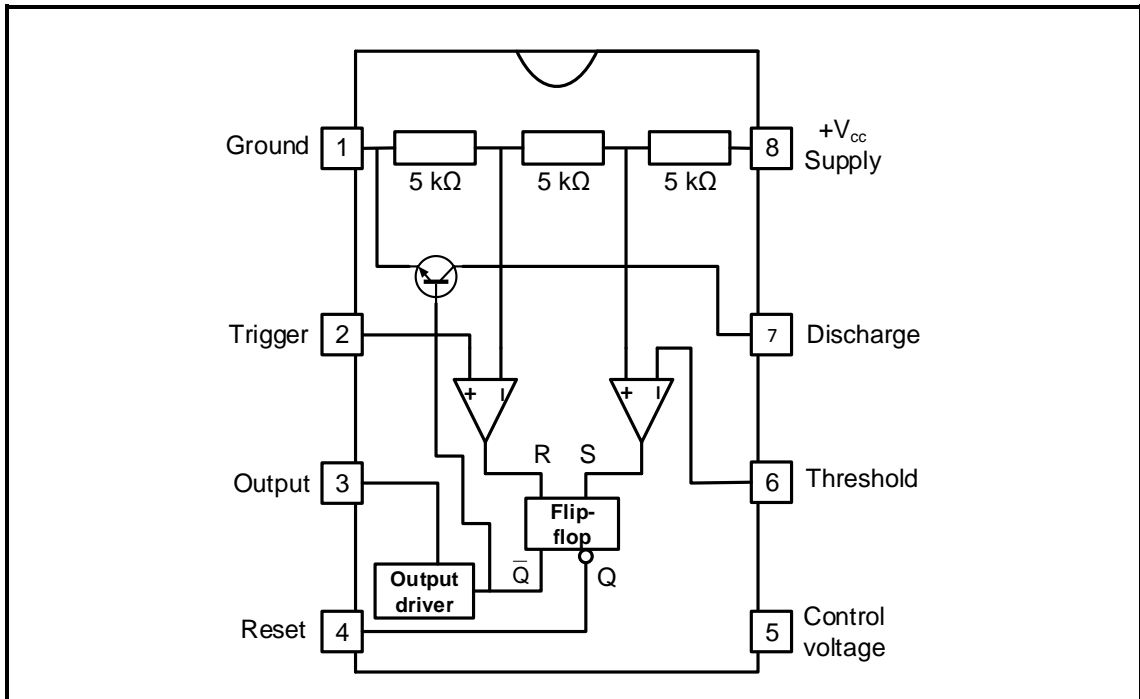 Ground
1
5 kΩ
5 kΩ
5 kΩ
8
+Vcc
Supply
Trigger
2
7
Discharge
+
–
+
–
R
S
Output
3
6
Threshold
Flip-
flop
Q̅
Q
Output
driver
Reset
4
5
Control
voltage